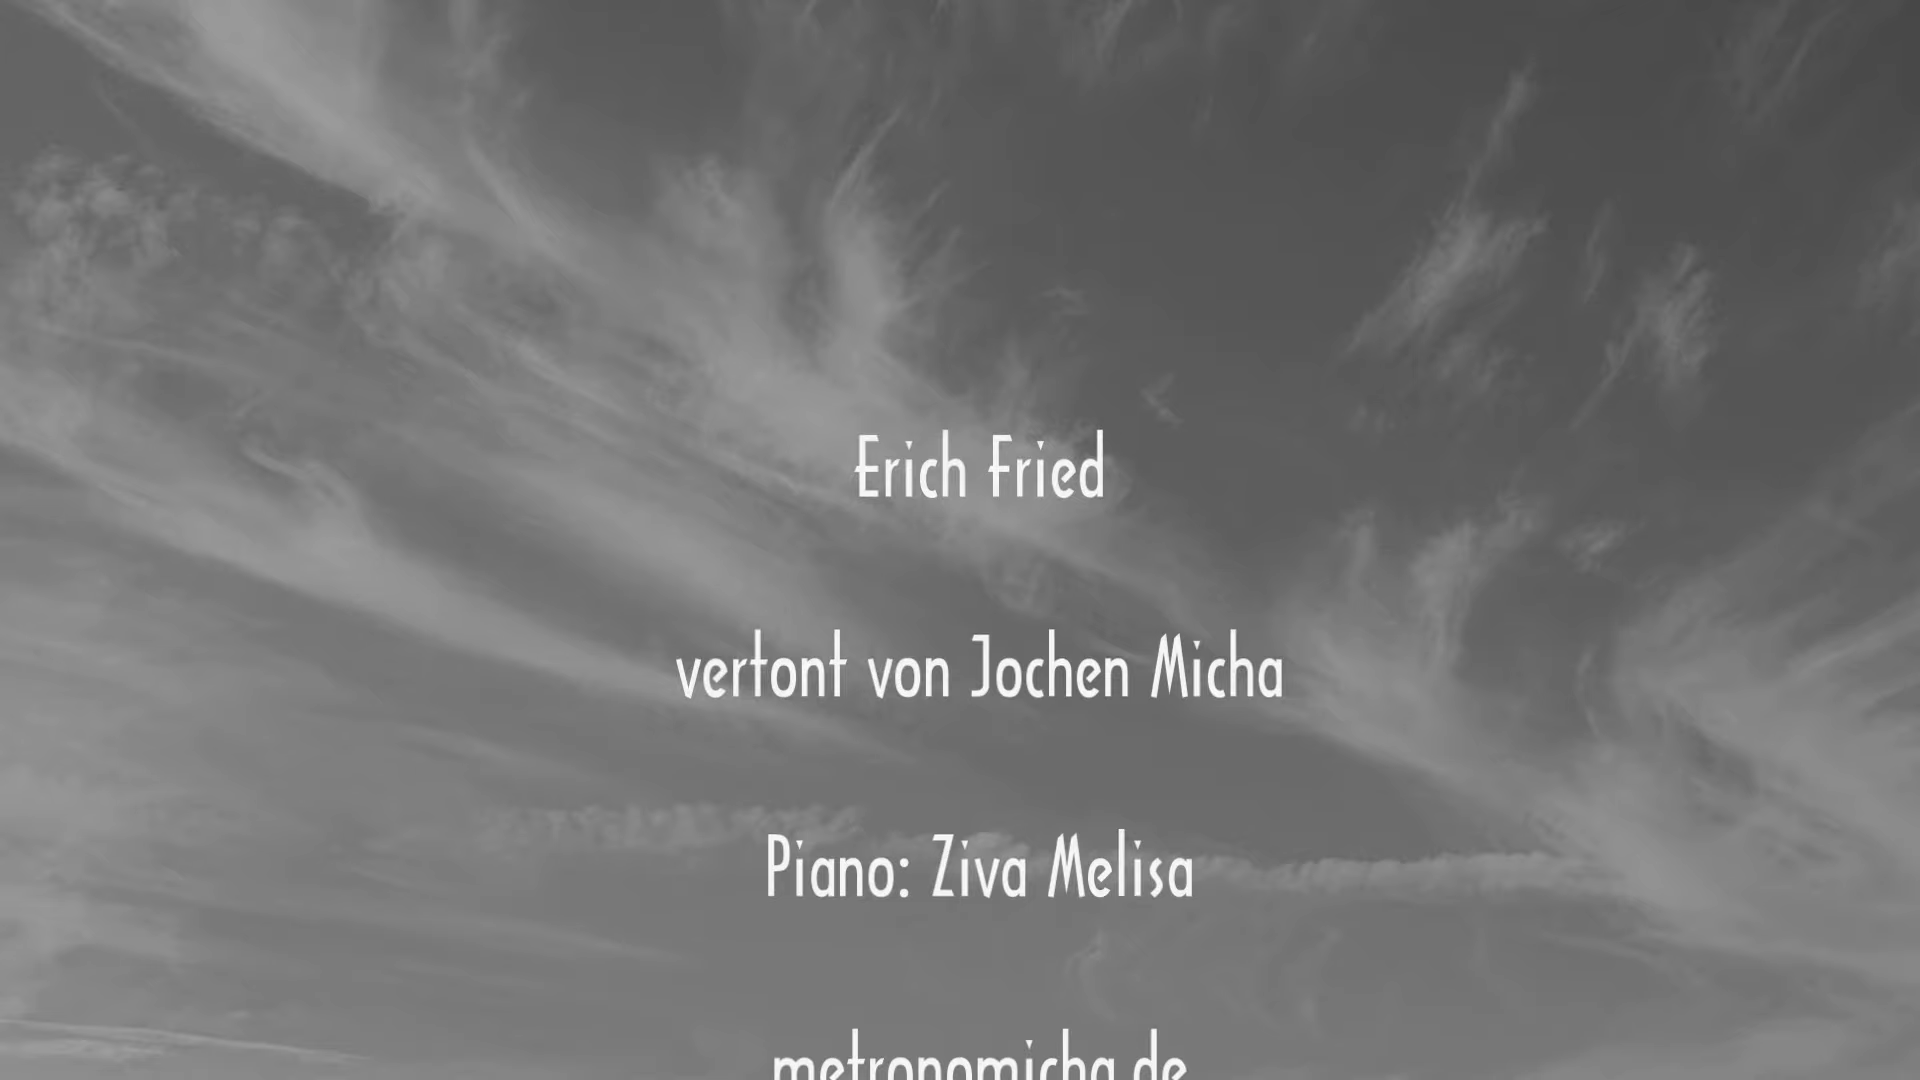 Erich Fried
vertont von Jochen Micha
Piano: Ziva Melisa
metronomicha.de